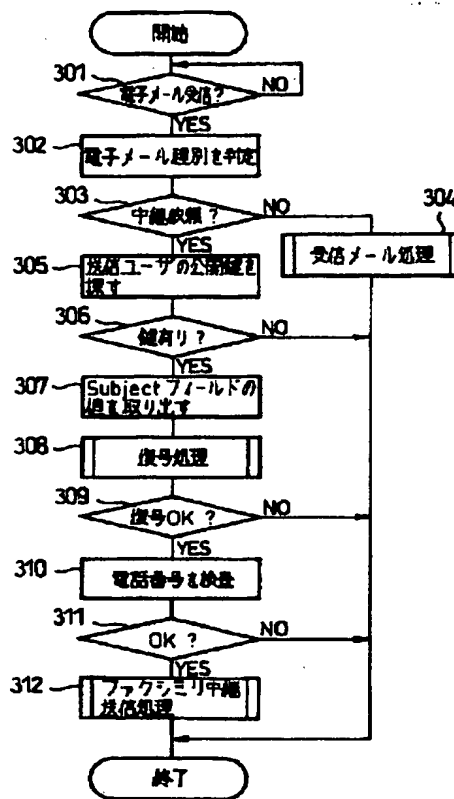 開始
301
電子メール受信?
NO
YES
302
電子メール種別を判定
303
中継依頼?
NO
304
YES
受信メール処理
305
送信ユーザの公開鍵を
探す
306
鍵有り?
NO
YES
307
Subjectフィールドの
値を取り出す
308
復号処理
309
復号OK?
NO
YES
310
電話番号を検査
311
OK?
NO
YES
312
ファクシミリ中継
送信処理
終了